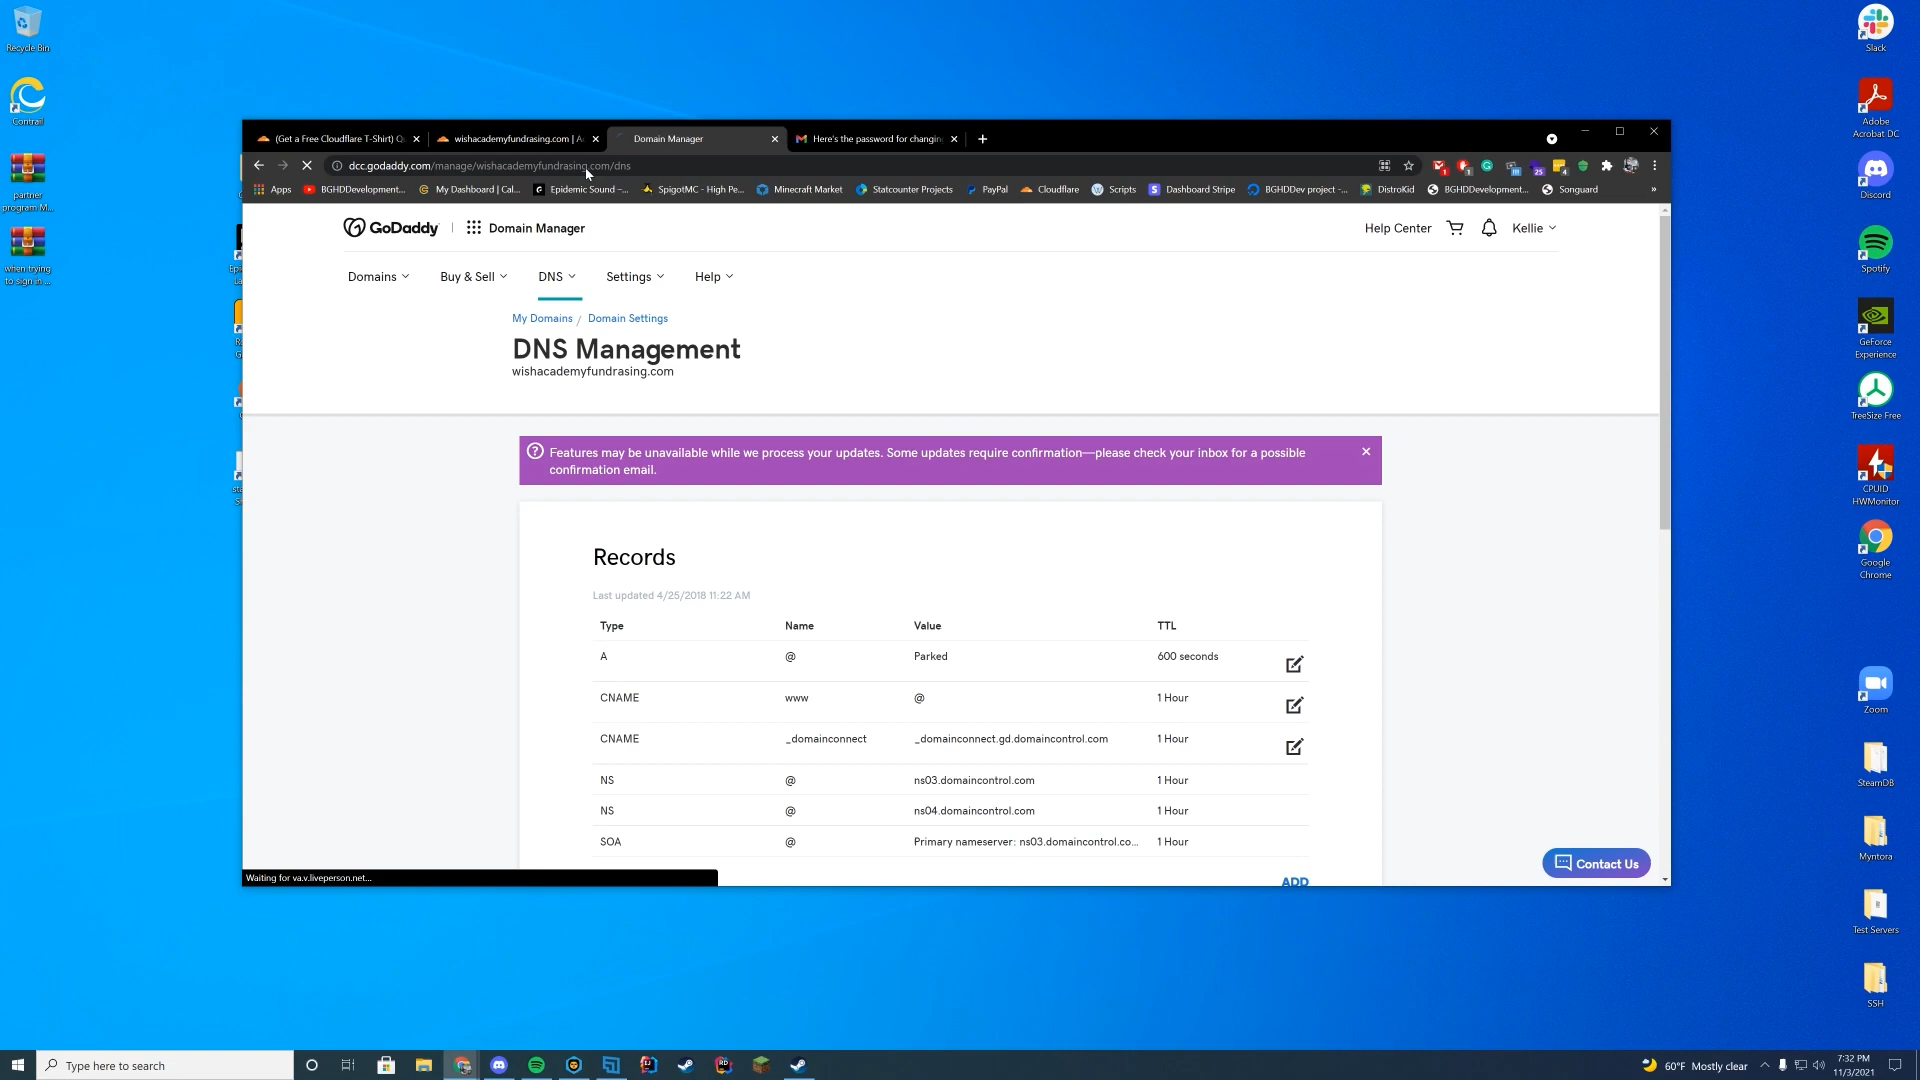 Recycle Bin
Contrail
partner
program M...
when trying
to sign in ...
(Get a Free Cloudflare T-Shirt) Q
wishacademyfundrasing.com | A
Domain Manager
Here's the password for changin
dcc.godaddy.com/manage/wishacademyfundrasing.com/dns
Apps
BGHDDevelopment...
My Dashboard | Cal...
Epidemic Sound –...
SpigotMC - High Pe...
Minecraft Market
Statcounter Projects
PayPal
Cloudflare
Scripts
Dashboard Stripe
BGHDDev project -...
DistroKid
BGHDDevelopment...
Songuard
»
GoDaddy
Domain Manager
Help Center
Kellie
Domains
Buy & Sell
DNS
Settings
Help
My Domains / Domain Settings
DNS Management
wishacademyfundrasing.com
Features may be unavailable while we process your updates. Some updates require confirmation—please check your inbox for a possible
confirmation email.
Records
Last updated 4/25/2018 11:22 AM
Type Name Value TTL
A @ Parked 600 seconds
CNAME www @ 1 Hour
CNAME _domainconnect _domainconnect.gd.domaincontrol.com 1 Hour
NS @ ns03.domaincontrol.com 1 Hour
NS @ ns04.domaincontrol.com 1 Hour
SOA @ Primary nameserver: ns03.domaincontrol.co... 1 Hour
ADD
Contact Us
Waiting for va.v.liveperson.net...
Slack
Adobe
Acrobat DC
Discord
Spotify
GeForce
Experience
TreeSize Free
CPUID
HWMonitor
Google
Chrome
Zoom
SteamDB
Myntora
Test Servers
SSH
Type here to search
60°F Mostly clear
7:32 PM
11/3/2021